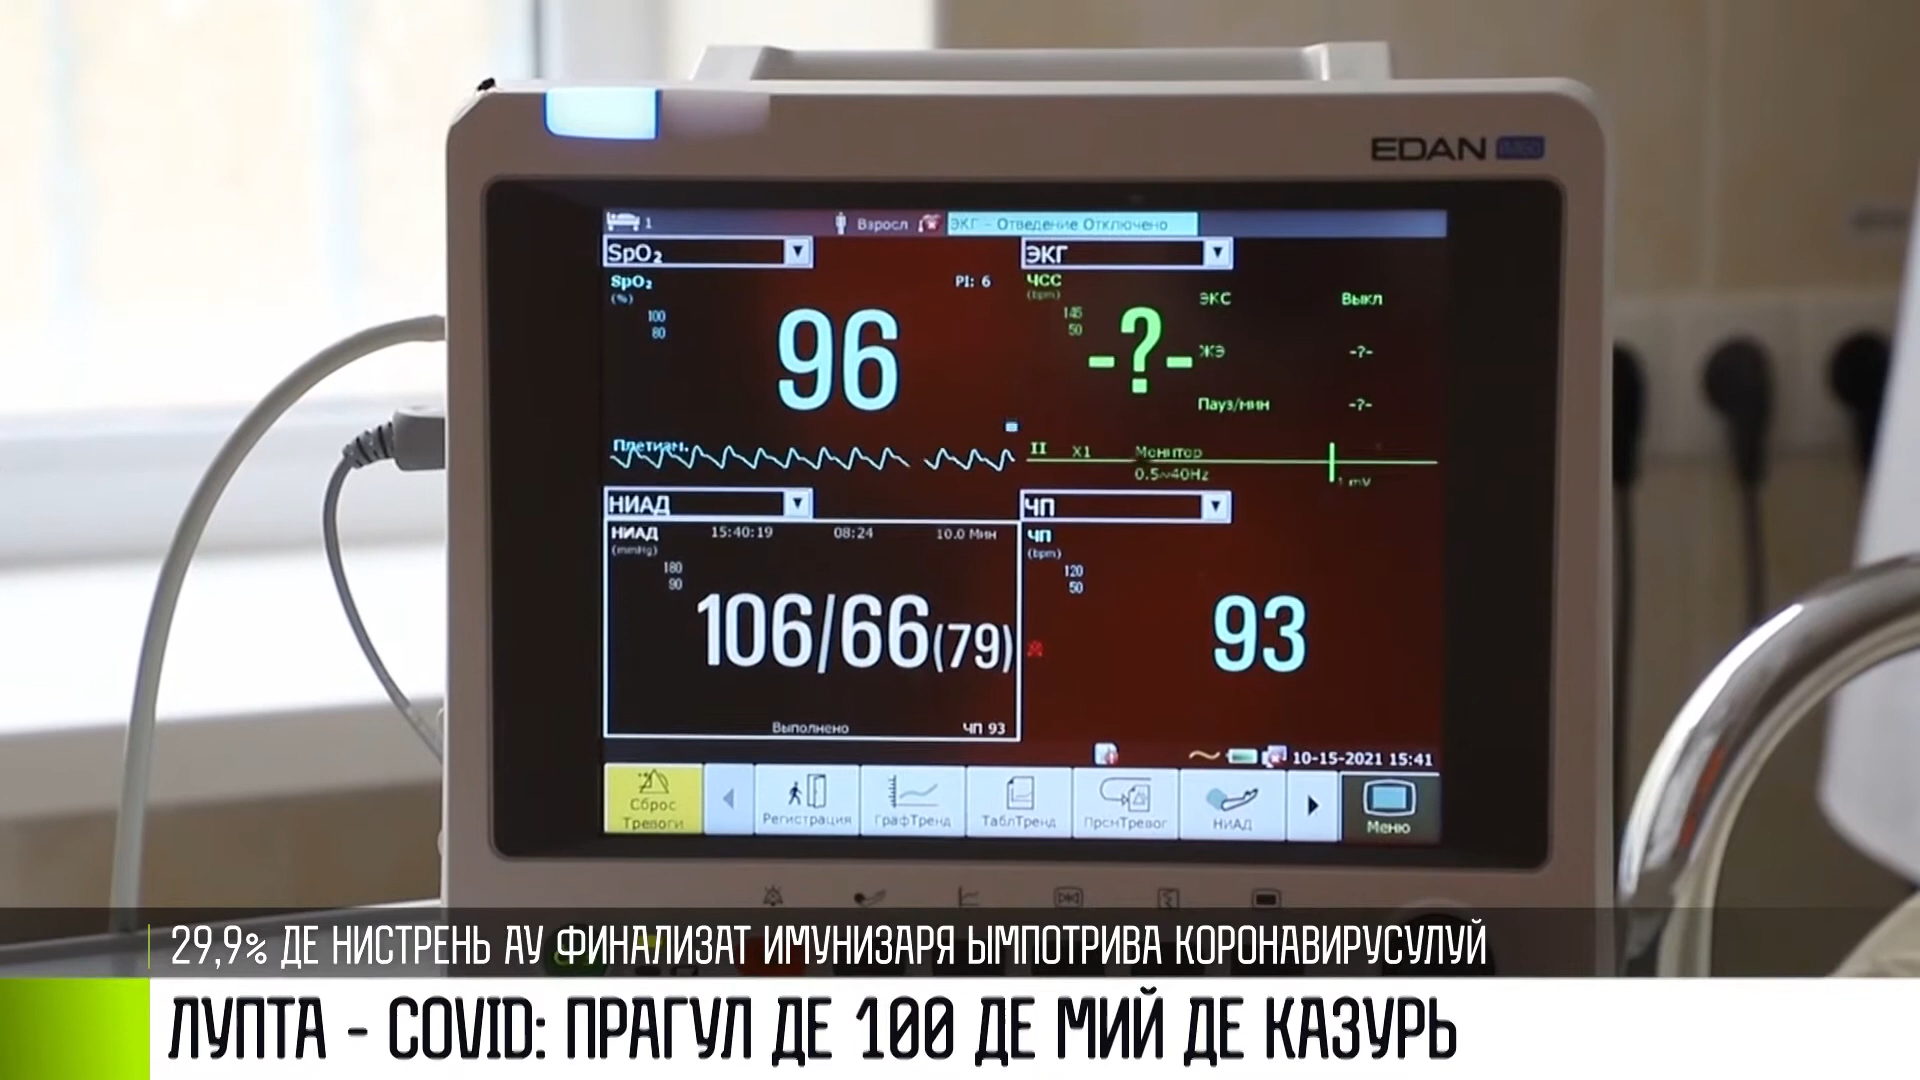 EDAN
1
Взросл
ЭКГ - Отведение Отключено
SpO₂
ЭКГ
SpO₂
(%)
100
80
PI: 6
96
ЧСС
(bpm)
145
50
-?-
ЭКС Выкл
ЖЭ -?-
Пауз/мин -?-
Плетизм.
II X1 Монитор
0.5~40Hz
1 mV
НИАД
ЧП
НИАД 15:40:19 08:24 10.0 Мин
(mmHg)
180
90
106/66(79)
Выполнено ЧП 93
ЧП
(bpm)
120
50
93
10-15-2021 15:41
Сброс
Тревоги
Регистрация
ГрафТренд
ТаблТренд
ПрснТревог
НИАД
Меню
29,9% ДЕ НИСТРЕНЬ АУ ФИНАЛИЗАТ ИМУНИЗАРЯ ЫМПОТРИВА КОРОНАВИРУСУЛУЙ
ЛУПТА - COVID: ПРАГУЛ ДЕ 100 ДЕ МИЙ ДЕ КАЗУРЬ